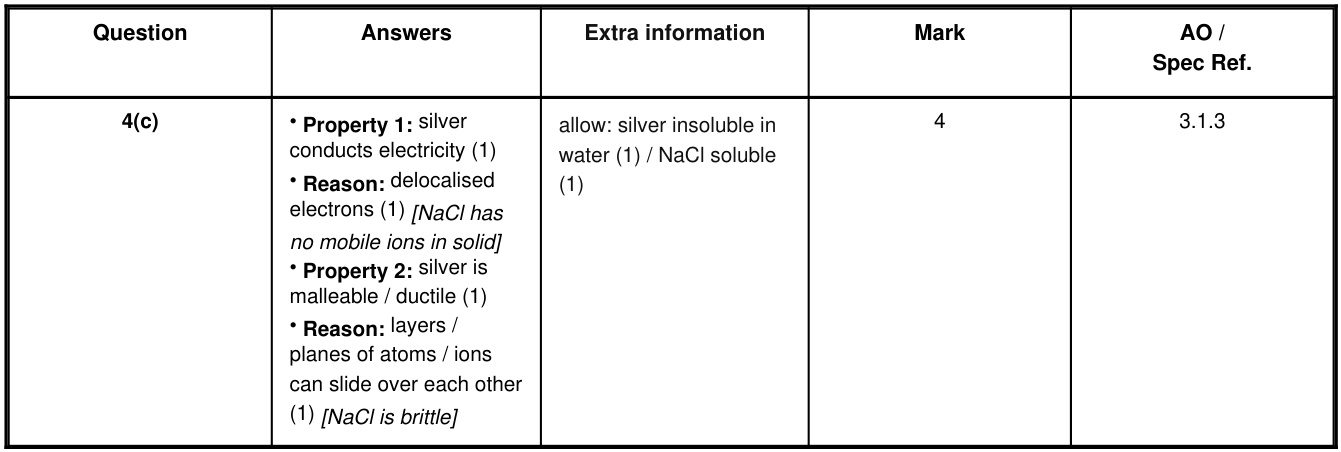 Question Answers Extra information Mark AO /
Spec Ref.
4(c)
• Property 1: silver
conducts electricity (1)
• Reason: delocalised
electrons (1) [NaCl has
no mobile ions in solid]
• Property 2: silver is
malleable / ductile (1)
• Reason: layers /
planes of atoms / ions
can slide over each other
(1) [NaCl is brittle]
allow: silver insoluble in
water (1) / NaCl soluble
(1)
4
3.1.3